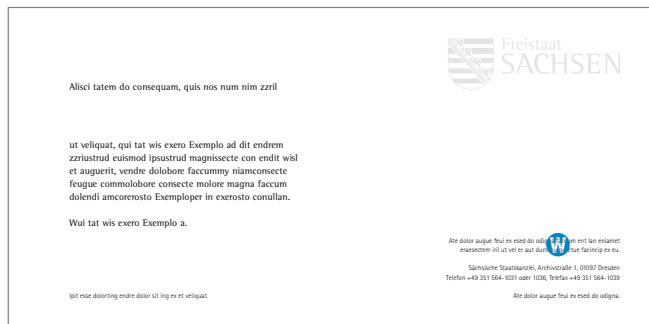 Freistaat
SACHSEN
Alisci tatem do consequam, quis nos num nim zzril
ut veliquat, qui tat wis exero Exemplo ad dit endrem
zzriustrud euismod ipsustrud magnissecte con endit wisl
et auguerit, vendre dolobore faccummy niamconsecte
feugue commolobore consecte molore magna faccum
dolendi amcorerosto Exemploper in exerosto conullan.
Wui tat wis exero Exemplo a.
Ate dolor augue feui ex esed do ent lan eniamet
eraesectem iril ut vel er aut facincip ex eu.
W
Sächsische Staatskanzlei, Archivstraße 1, 01097 Dresden
Telefon +49 351 564-1031 oder 1036, Telefax +49 351 564-1039
Ipit esse dolorting endre dolor sit ing ex et veliquat.
Ate dolor augue feui ex esed do odigna.